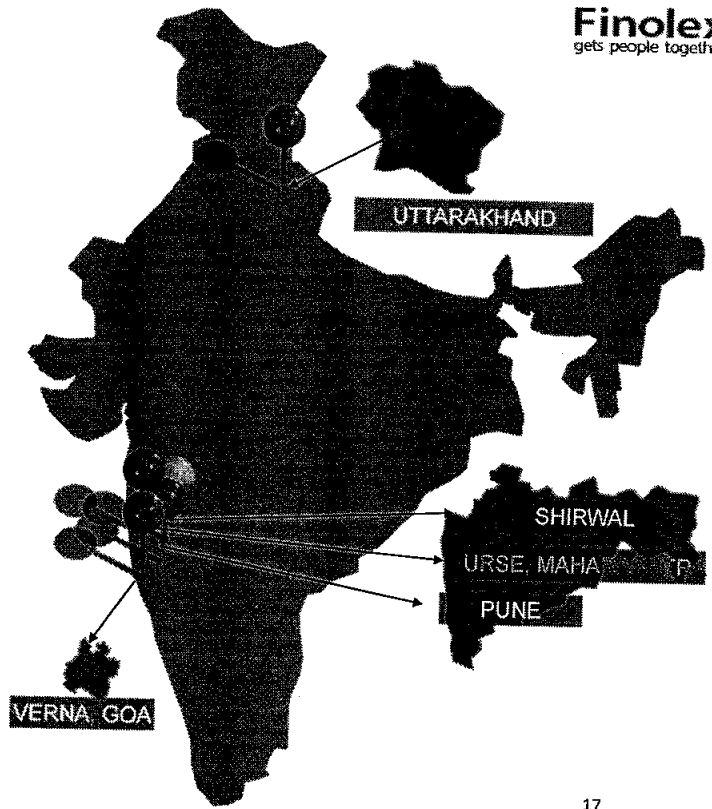 Finolex
gets people togeth
UTTARAKHAND
SHIRWAL
URSE, MAHA
PUNE
VERNA, GOA
17